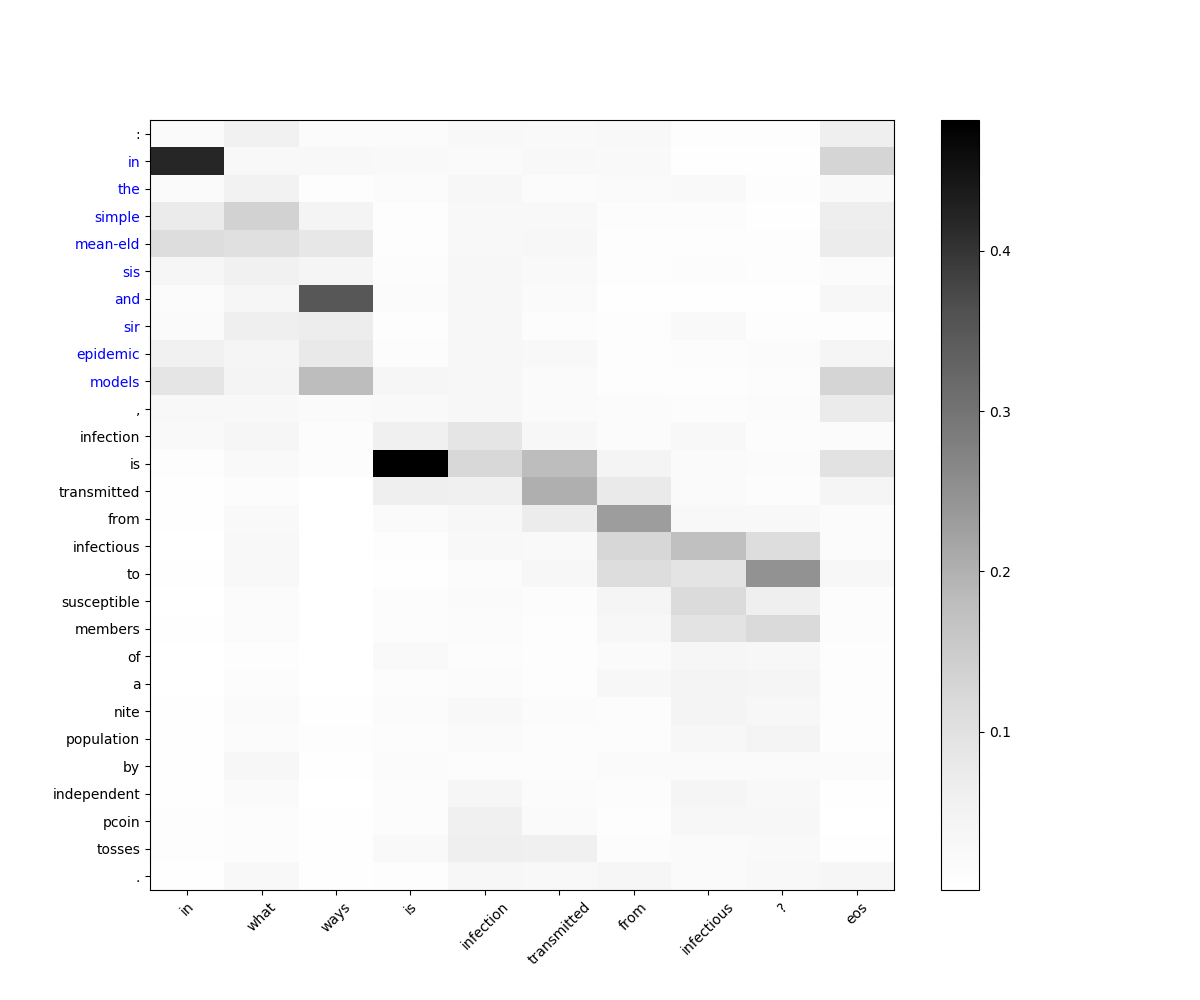 :
in
the
simple
mean-eld
sis
and
sir
epidemic
models
,
infection
is
transmitted
from
infectious
to
susceptible
members
of
a
nite
population
by
independent
pcoin
tosses
.
in
what
ways
is
infection
transmitted
from
infectious
?
eos
0.4
0.3
0.2
0.1